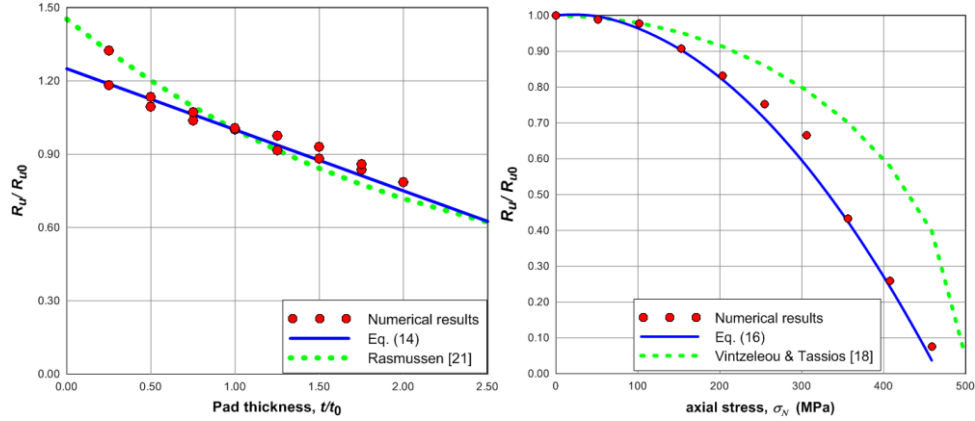 1.50
1.20
0.90
0.60
0.30
0.00
R_u/ R_u0
0.00 0.50 1.00 1.50 2.00 2.50
Pad thickness, t/t_0
Numerical results
Eq. (14)
Rasmussen [21]
1.00
0.90
0.80
0.70
0.60
0.50
0.40
0.30
0.20
0.10
0.00
R_u/ R_u0
0 100 200 300 400 500
axial stress, σ_N (MPa)
Numerical results
Eq. (16)
Vintzeleou & Tassios [18]